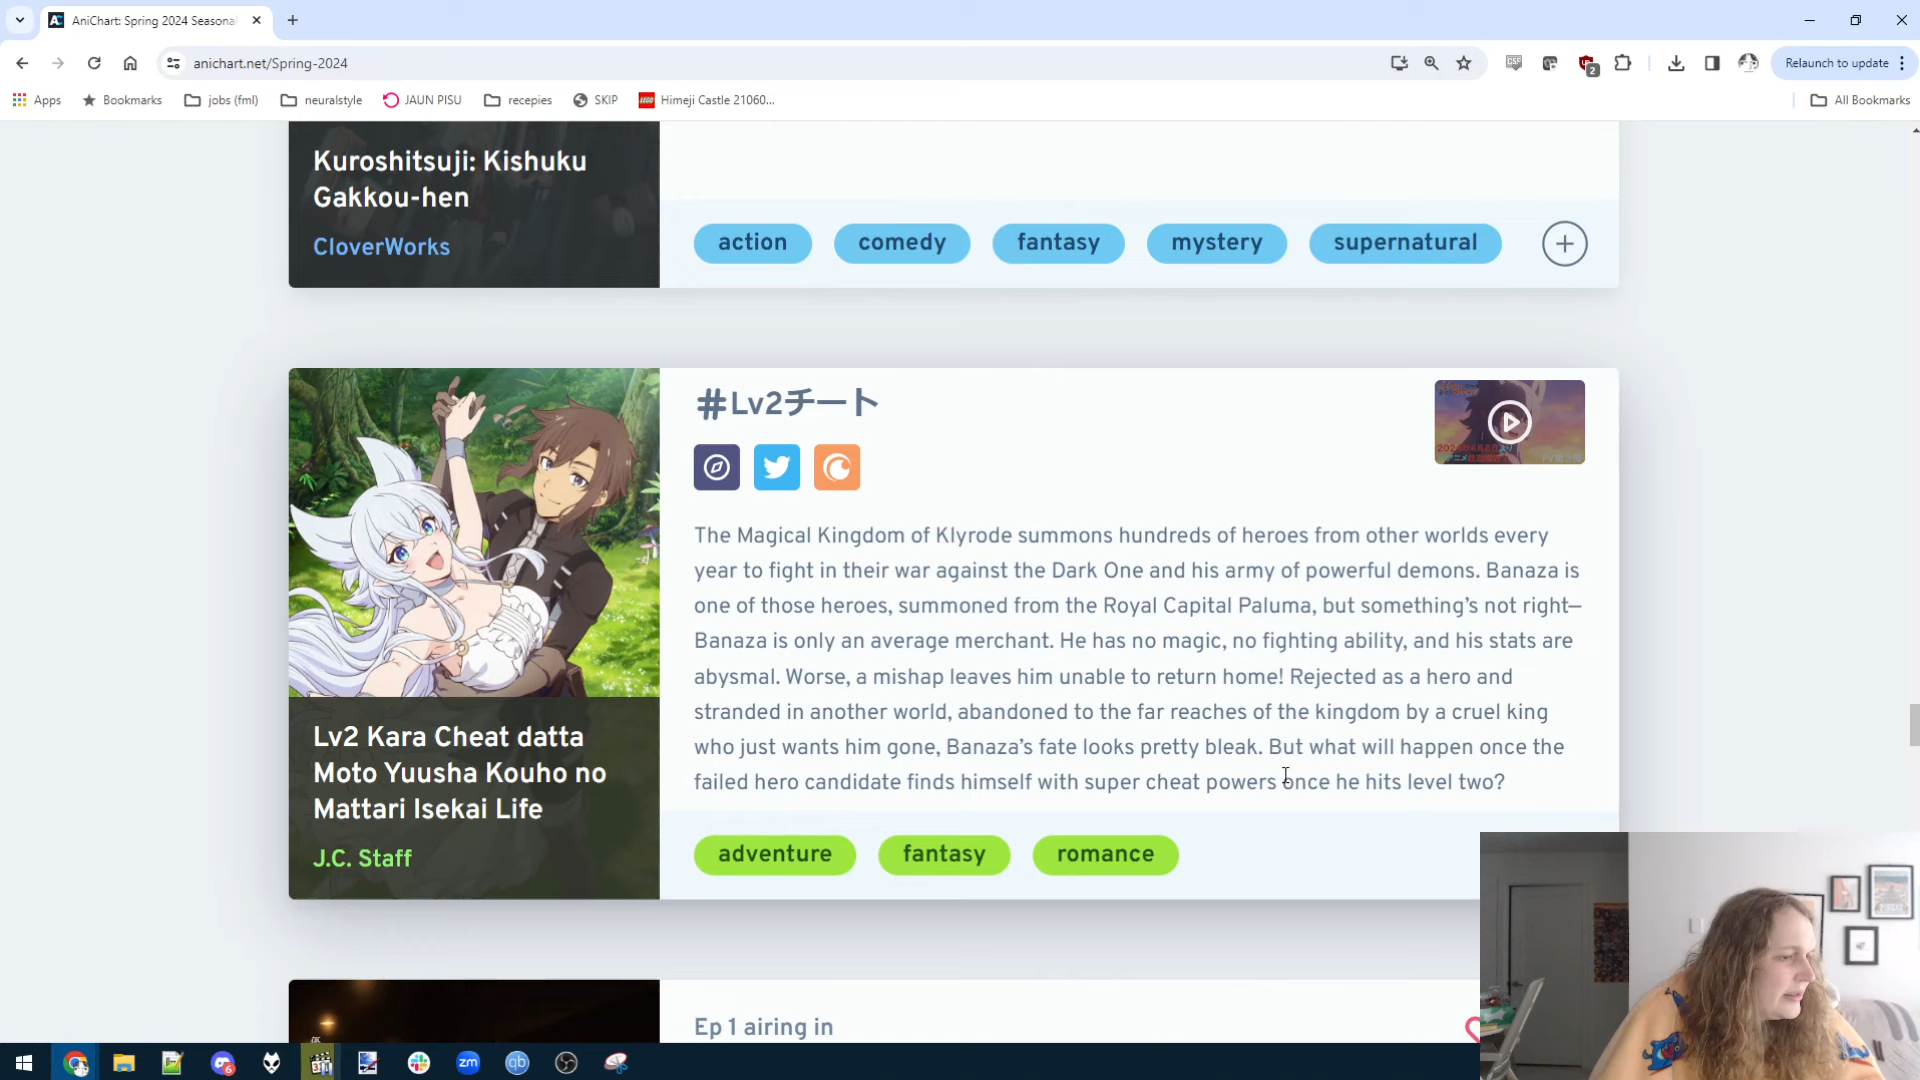 AniChart: Spring 2024 Seasonal
anichart.net/Spring-2024
2
Relaunch to update
Apps
Bookmarks
jobs (fml)
neuralstyle
JAUN PISU
recepies
SKIP
Himeji Castle 21060...
All Bookmarks
Kuroshitsuji: Kishuku
Gakkou-hen
CloverWorks
action comedy fantasy mystery supernatural
#Lv2チート
The Magical Kingdom of Klyrode summons hundreds of heroes from other worlds every
year to fight in their war against the Dark One and his army of powerful demons. Banaza is
one of those heroes, summoned from the Royal Capital Paluma, but something's not right—
Banaza is only an average merchant. He has no magic, no fighting ability, and his stats are
abysmal. Worse, a mishap leaves him unable to return home! Rejected as a hero and
stranded in another world, abandoned to the far reaches of the kingdom by a cruel king
who just wants him gone, Banaza's fate looks pretty bleak. But what will happen once the
failed hero candidate finds himself with super cheat powers once he hits level two?
Lv2 Kara Cheat datta
Moto Yuusha Kouho no
Mattari Isekai Life
J.C. Staff
adventure fantasy romance
Ep 1 airing in
zm
qb